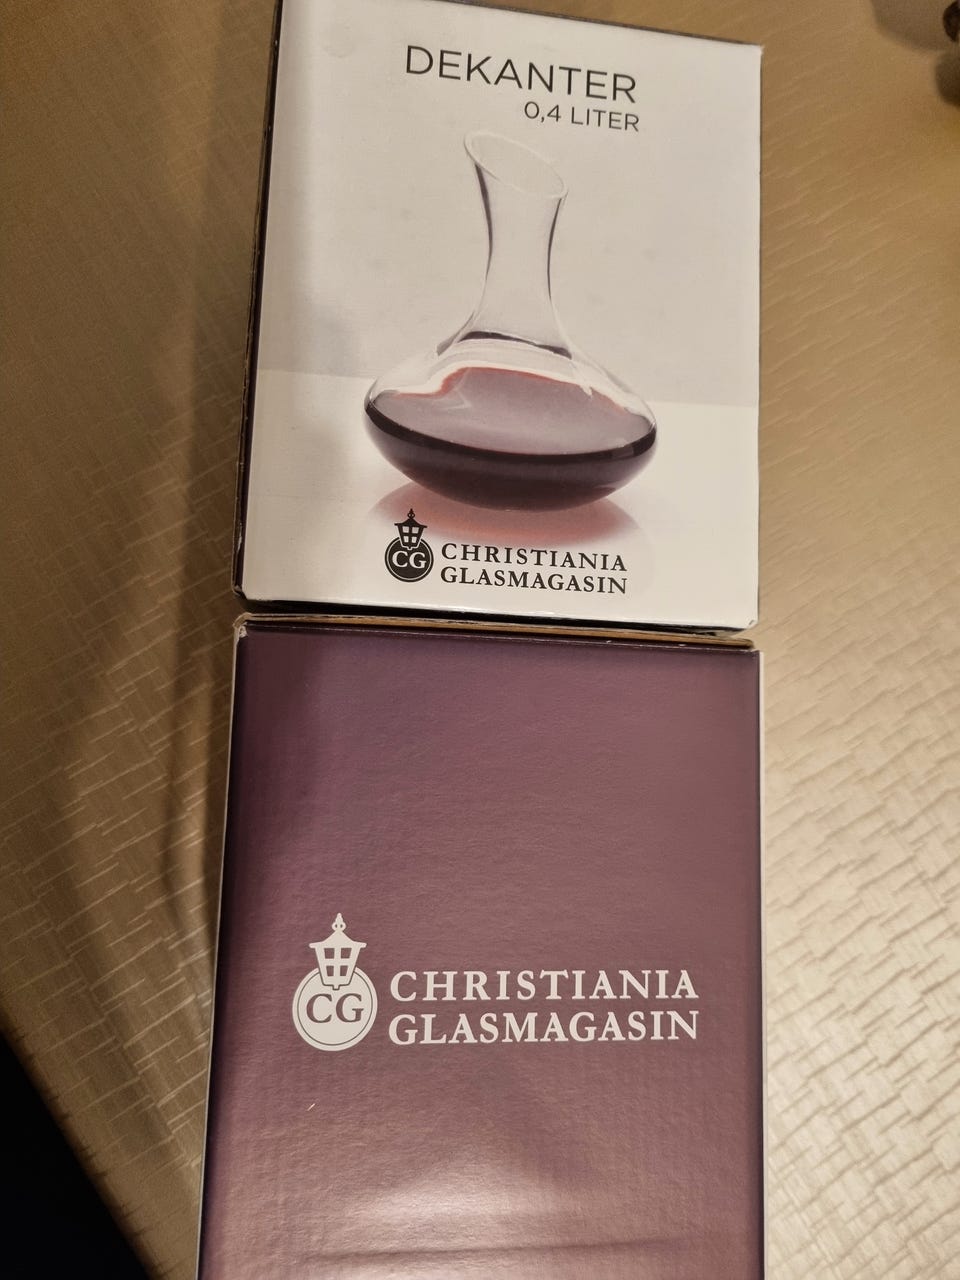 DEKANTER
0,4 LITER
CG
CHRISTIANIA
GLASMAGASIN
CG
CHRISTIANIA
GLASMAGASIN